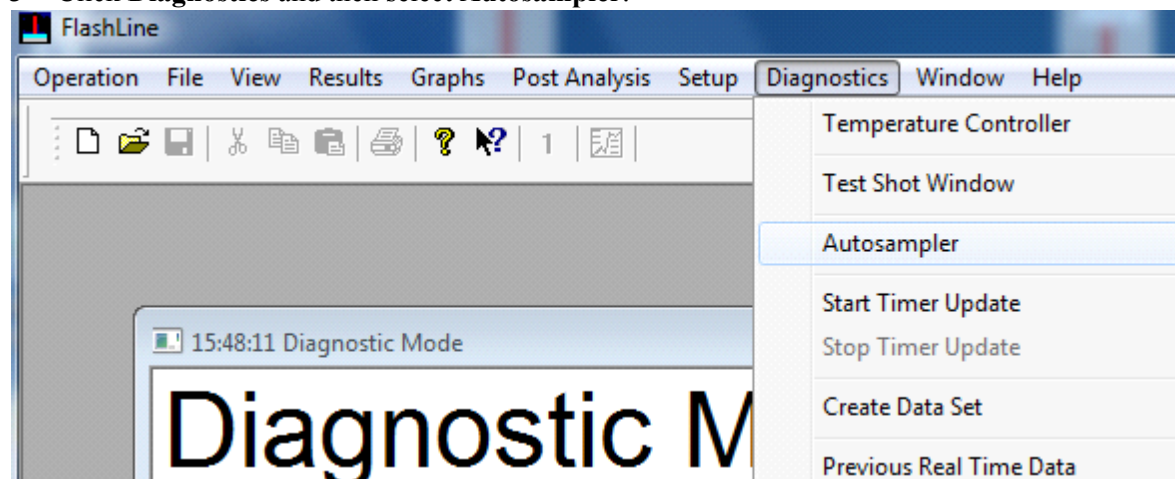 Diagnostics and then select Autosampler.
FlashLine
Operation File View Results Graphs Post Analysis Setup Diagnostics Window Help
1
Temperature Controller
Test Shot Window
Autosampler
Start Timer Update
Stop Timer Update
Create Data Set
Previous Real Time Data
15:48:11 Diagnostic Mode
Diagnostic M